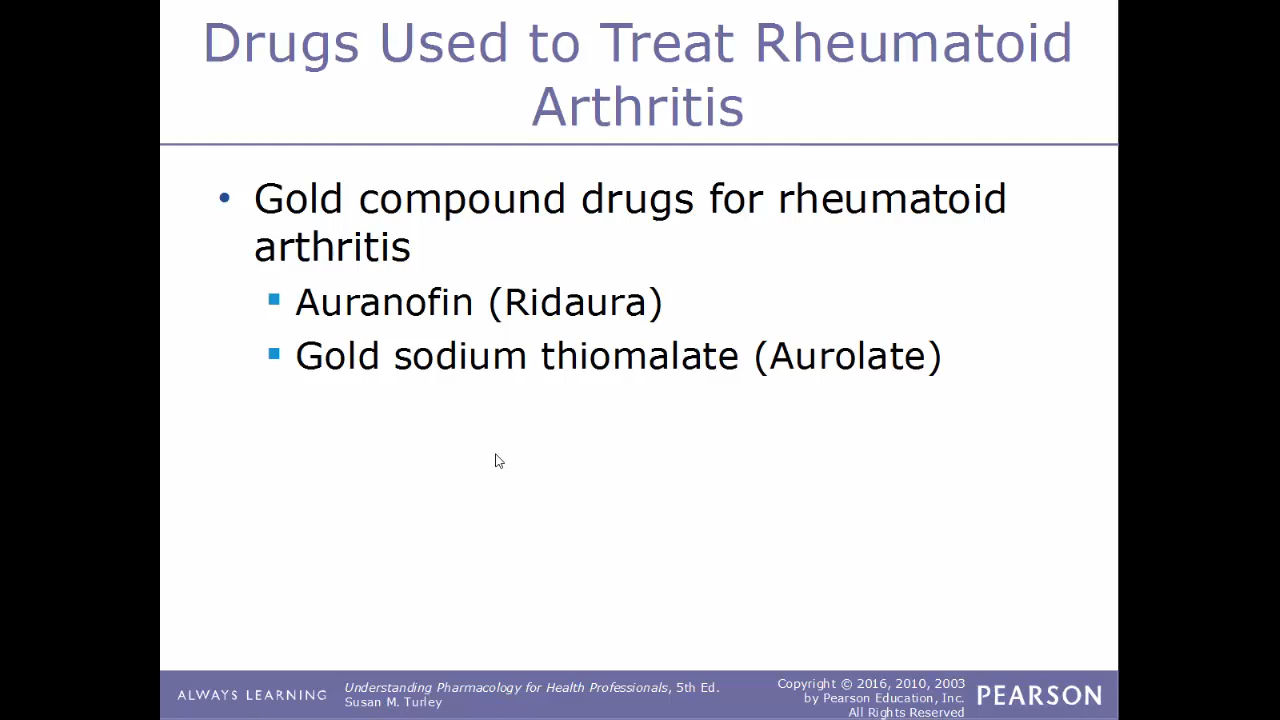 Drugs Used to Treat Rheumatoid
Arthritis
• Gold compound drugs for rheumatoid
arthritis
▪ Auranofin (Ridaura)
▪ Gold sodium thiomalate (Aurolate)
ALWAYS LEARNING
Understanding Pharmacology for Health Professionals, 5th Ed.
Susan M. Turley
Copyright © 2016, 2010, 2003
by Pearson Education, Inc.
All Rights Reserved
PEARSON